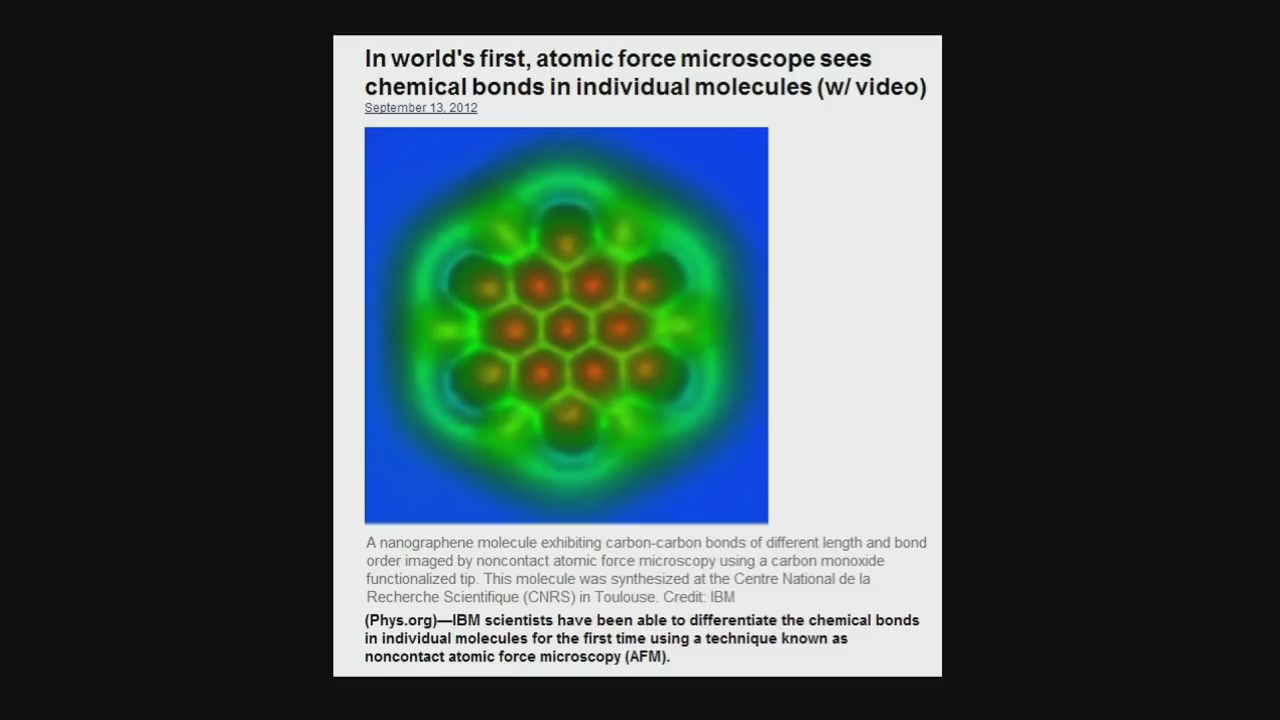 In world's first, atomic force microscope sees
chemical bonds in individual molecules (w/ video)
September 13, 2012
A nanographene molecule exhibiting carbon-carbon bonds of different length and bond
order imaged by noncontact atomic force microscopy using a carbon monoxide
functionalized tip. This molecule was synthesized at the Centre National de la
Recherche Scientifique (CNRS) in Toulouse. Credit: IBM
(Phys.org)—IBM scientists have been able to differentiate the chemical bonds
in individual molecules for the first time using a technique known as
noncontact atomic force microscopy (AFM).